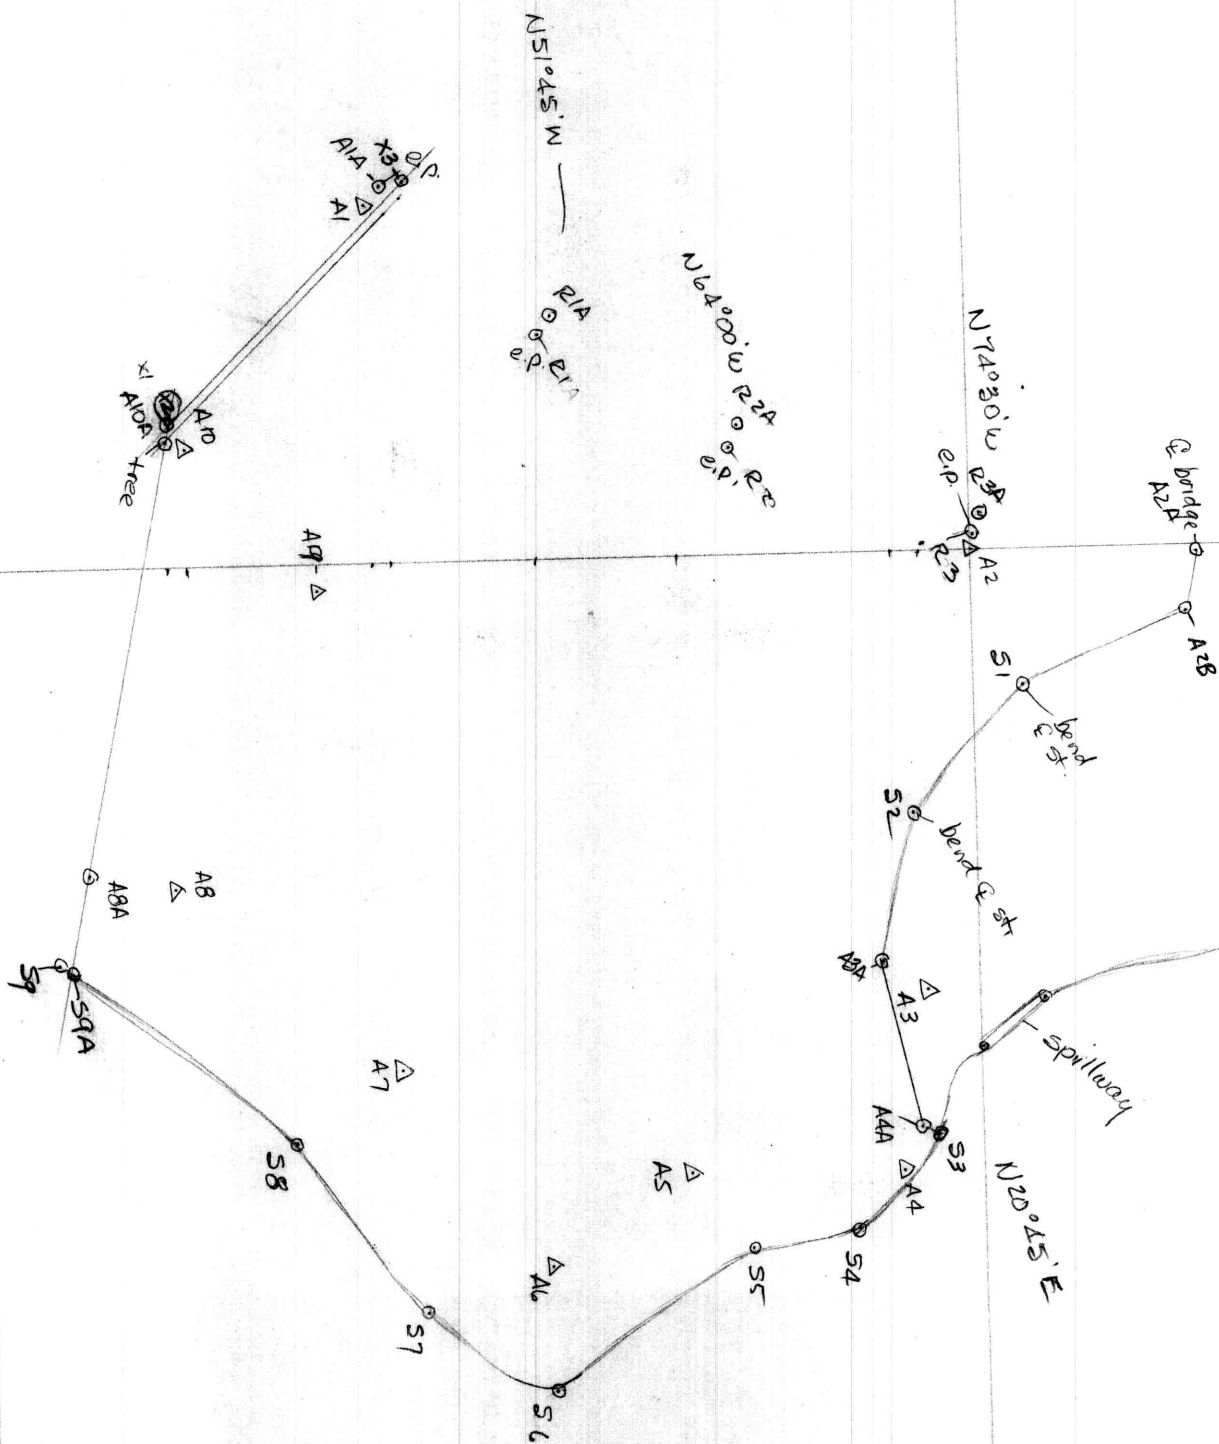 N51°45'W
e.p.
X3
A1A
A1
R1A
R1A
e.p.
N64°00'W
R2A
R2
e.p.
N74°30'W
e.p.
R3A
R3
A2
℄ bridge
A2A
A2B
S1
bend
℄ st.
S2
bend ℄ st.
A3A
A3
spillway
A4A
S3
A4
N20°45'E
S4
S5
A5
A6
S6
S7
A7
S8
S9A
S9
A8A
A8
A9
X1
A10A
X2
A10
tree